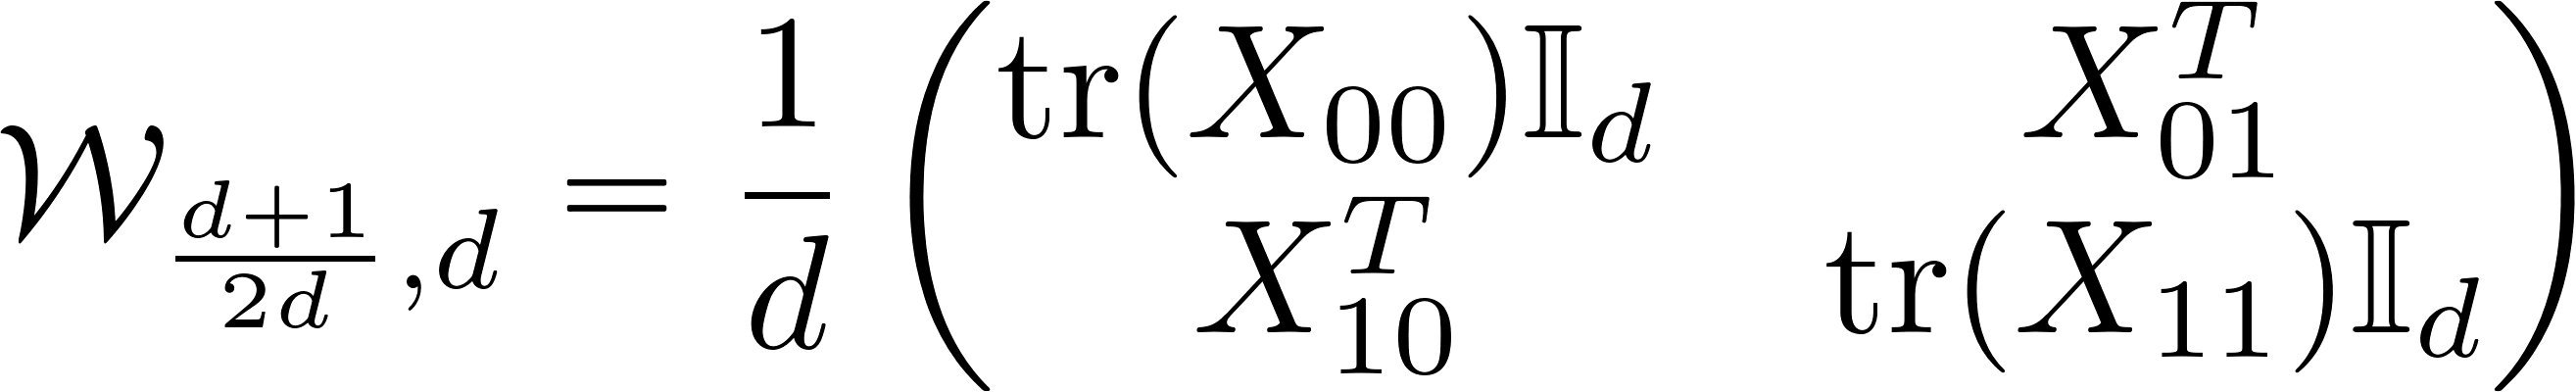 \mathcal{W}_{\frac{d+1}{2d},d} = \frac{1}{d} \begin{pmatrix} \mathrm{tr}(X_{00})\mathbb{I}_d & X_{01}^T \\ X_{10}^T & \mathrm{tr}(X_{11})\mathbb{I}_d \end{pmatrix}